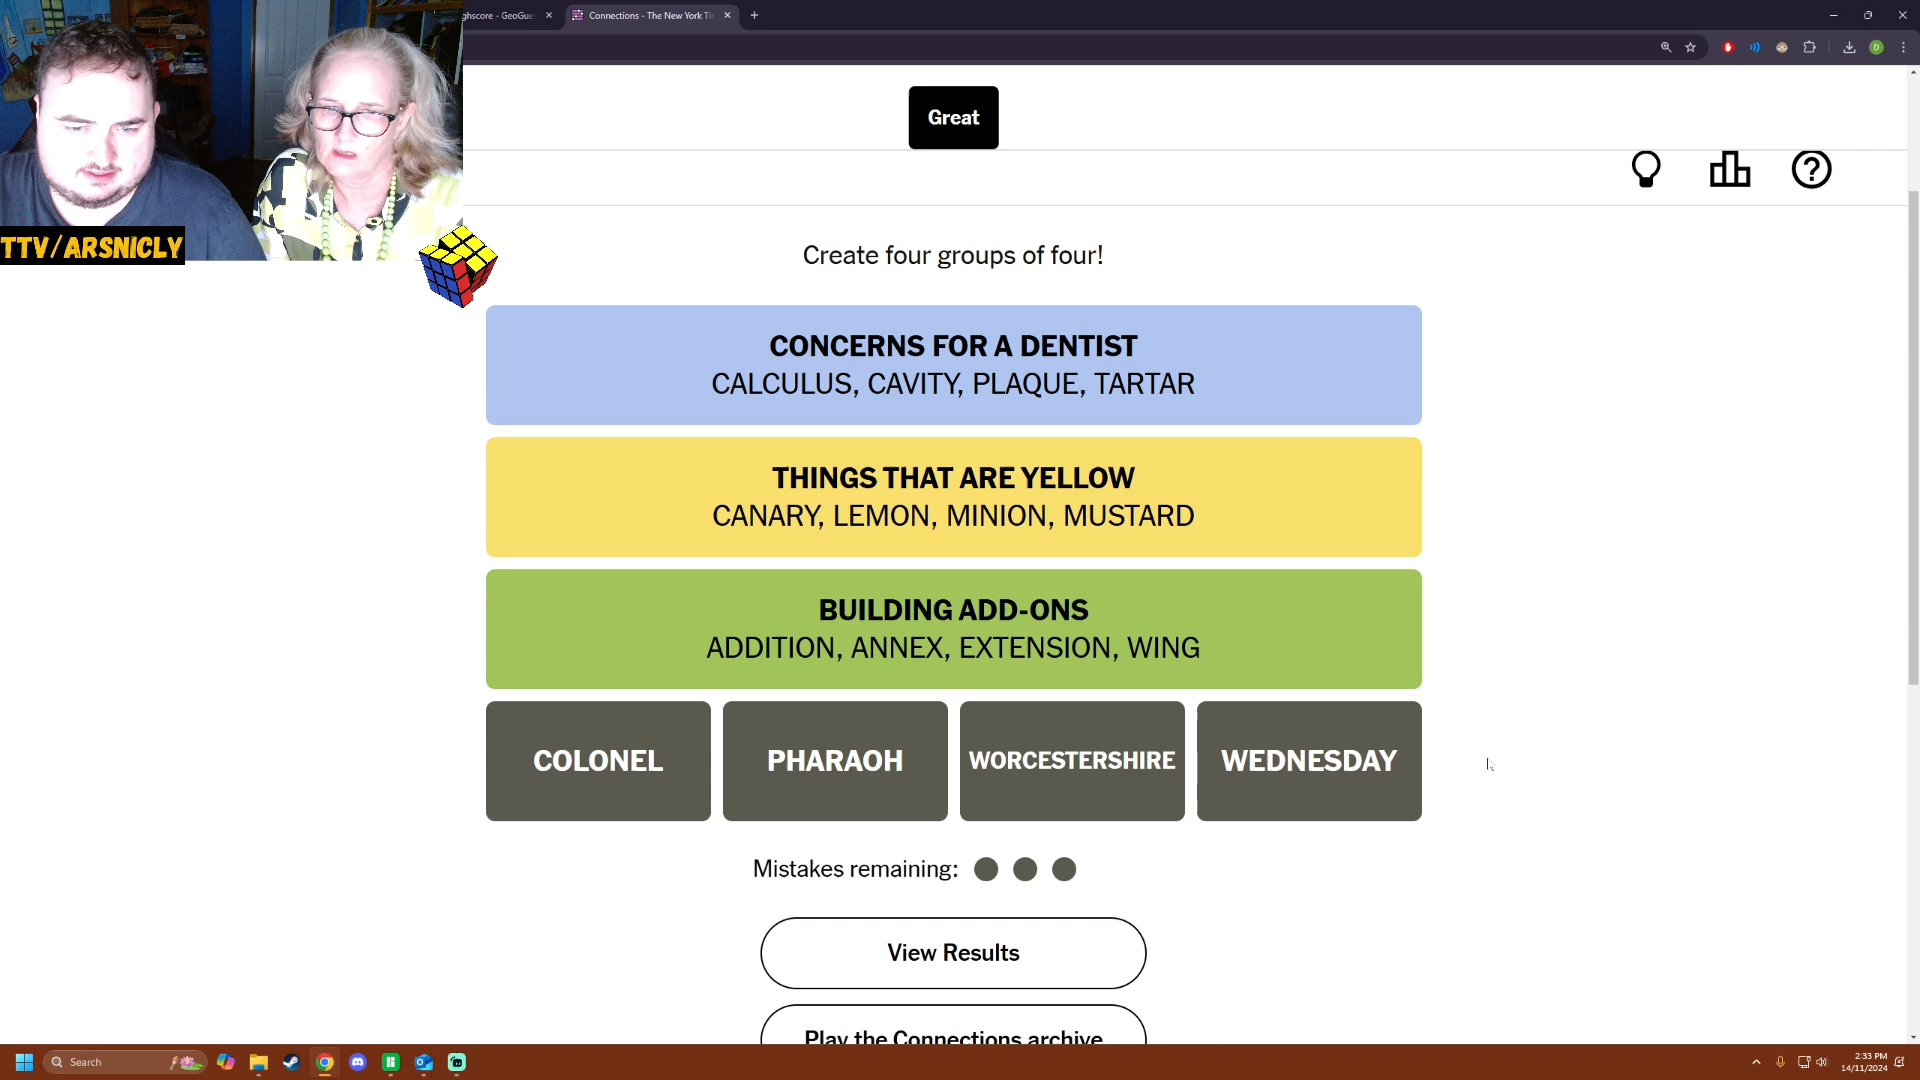 ghscore - GeoGue
Connections - The New York Ti
Great
TTV/ARSNICLY
Create four groups of four!
CONCERNS FOR A DENTIST
CALCULUS, CAVITY, PLAQUE, TARTAR
THINGS THAT ARE YELLOW
CANARY, LEMON, MINION, MUSTARD
BUILDING ADD-ONS
ADDITION, ANNEX, EXTENSION, WING
COLONEL PHARAOH WORCESTERSHIRE WEDNESDAY
Mistakes remaining:
View Results
Play the Connections archive
Search
2:33 PM
14/11/2024